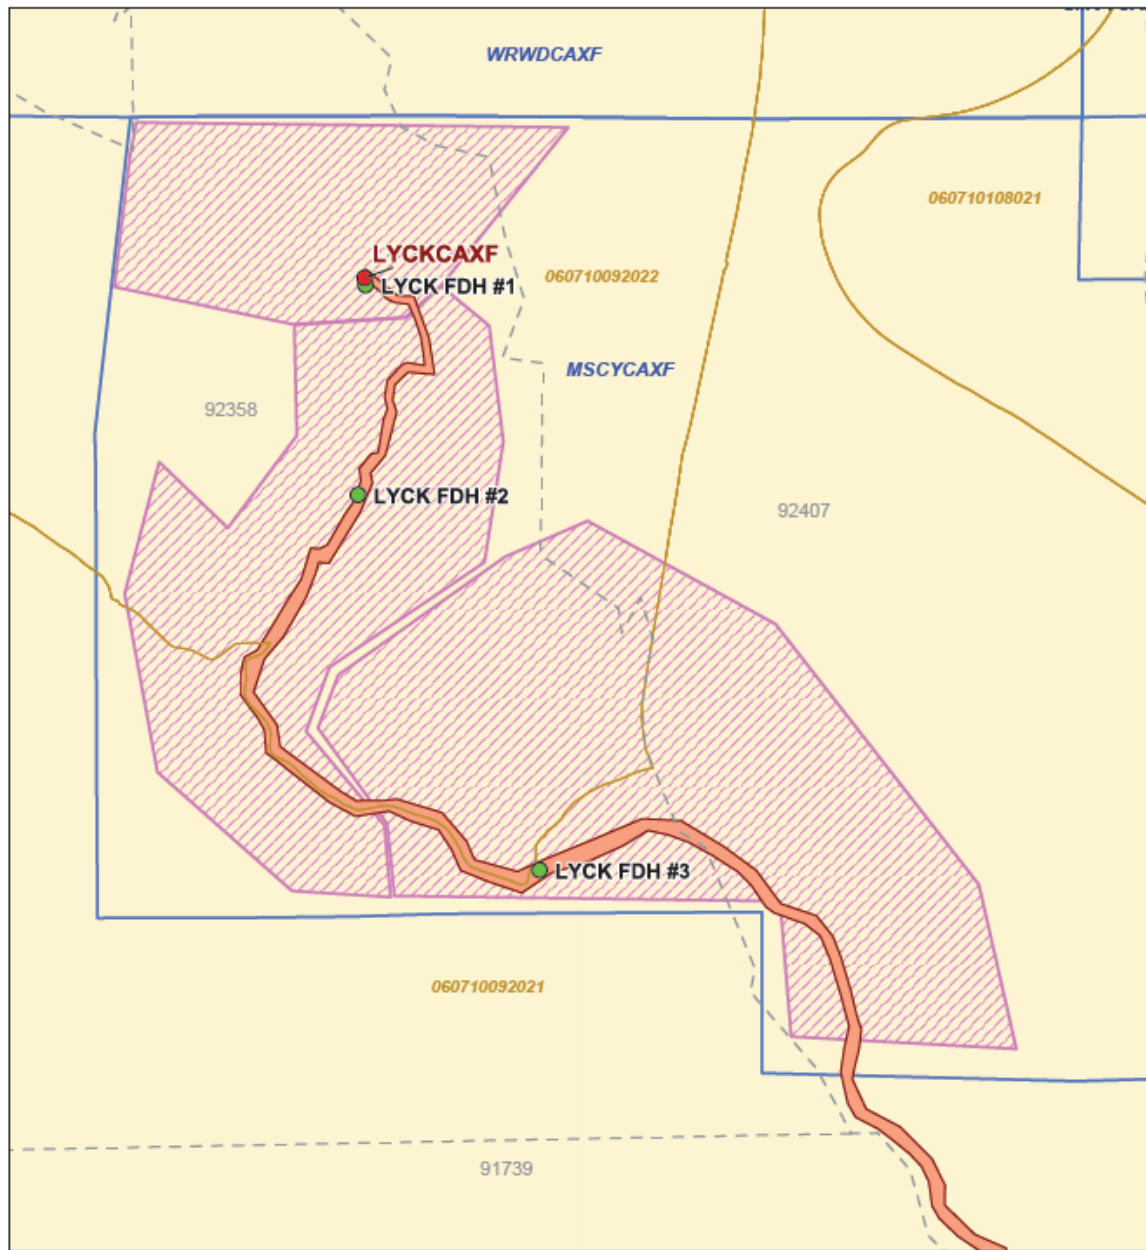 WRWDCAXF
060710108021
LYCKCAXF
060710092022
LYCK FDH #1
MSCYCAXF
92358
LYCK FDH #2
92407
LYCK FDH #3
060710092021
91739